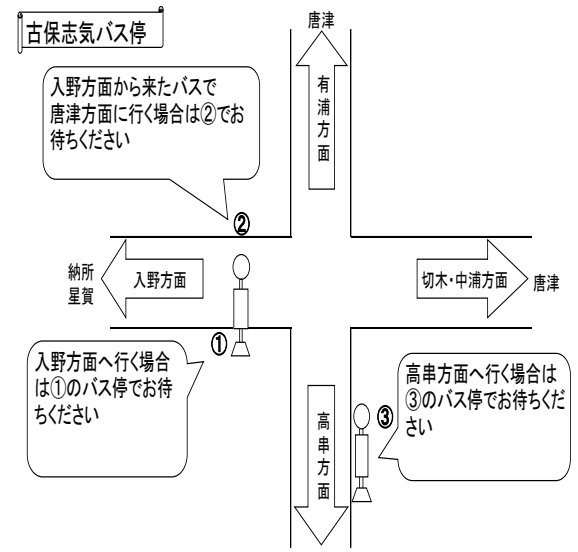 古保志気バス停
唐津
有浦方面
入野方面から来たバスで
唐津方面に行く場合は②でお
待ちください
②
納所
星賀
入野方面
切木・中浦方面
唐津
①
入野方面へ行く場合
は①のバス停でお待
ちください
高串方面
③
高串方面へ行く場合は
③のバス停でお待ちくだ
さい